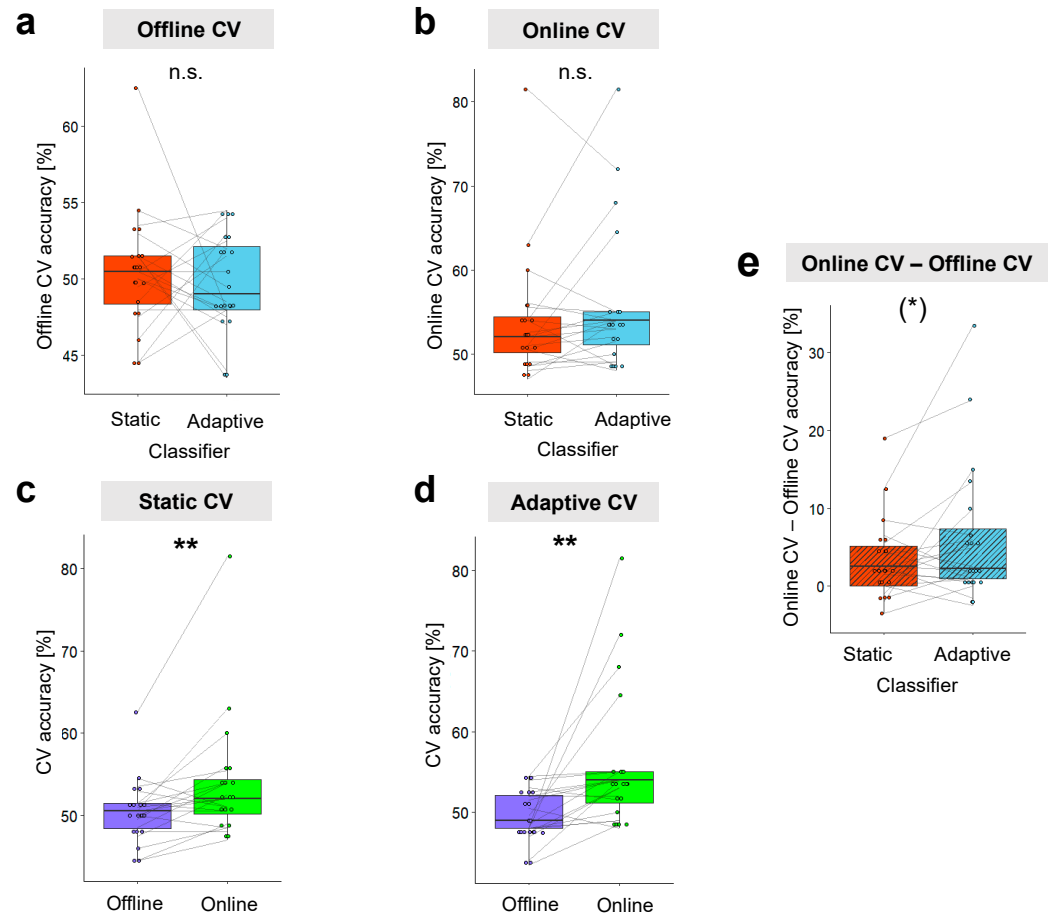 a
Offline CV
n.s.
Offline CV accuracy [%]
60
55
50
45
Static
Adaptive
Classifier
b
Online CV
n.s.
Online CV accuracy [%]
80
70
60
50
Static
Adaptive
Classifier
c
Static CV
**
CV accuracy [%]
80
70
60
50
Offline
Online
d
Adaptive CV
**
CV accuracy [%]
80
70
60
50
Offline
Online
e
Online CV – Offline CV
(*)
Online CV – Offline CV accuracy [%]
30
20
10
0
Static
Adaptive
Classifier